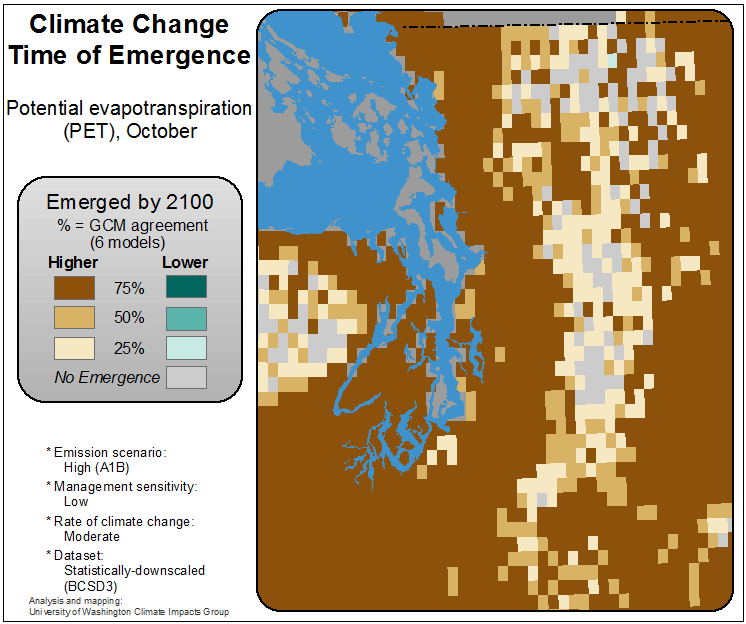 Climate Change
Time of Emergence
Potential evapotranspiration
(PET), October
Emerged by 2100
% = GCM agreement
(6 models)
Higher Lower
75%
50%
25%
No Emergence
* Emission scenario:
High (A1B)
* Management sensitivity:
Low
* Rate of climate change:
Moderate
* Dataset:
Statistically-downscaled
(BCSD3)
Analysis and mapping:
University of Washington Climate Impacts Group